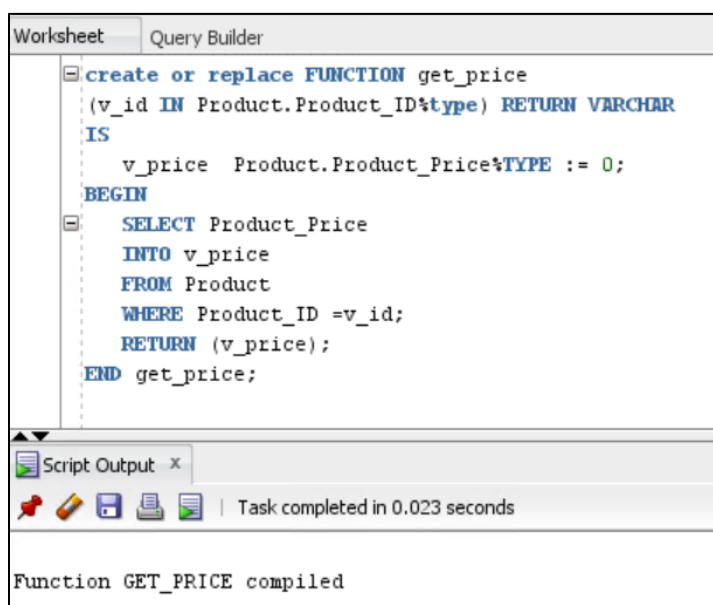 Worksheet Query Builder
create or replace FUNCTION get_price
(v_id IN Product.Product_ID%type) RETURN VARCHAR
IS
v_price Product.Product_Price%TYPE := 0;
BEGIN
SELECT Product_Price
INTO v_price
FROM Product
WHERE Product_ID =v_id;
RETURN (v_price);
END get_price;
Script Output x
Task completed in 0.023 seconds
Function GET_PRICE compiled